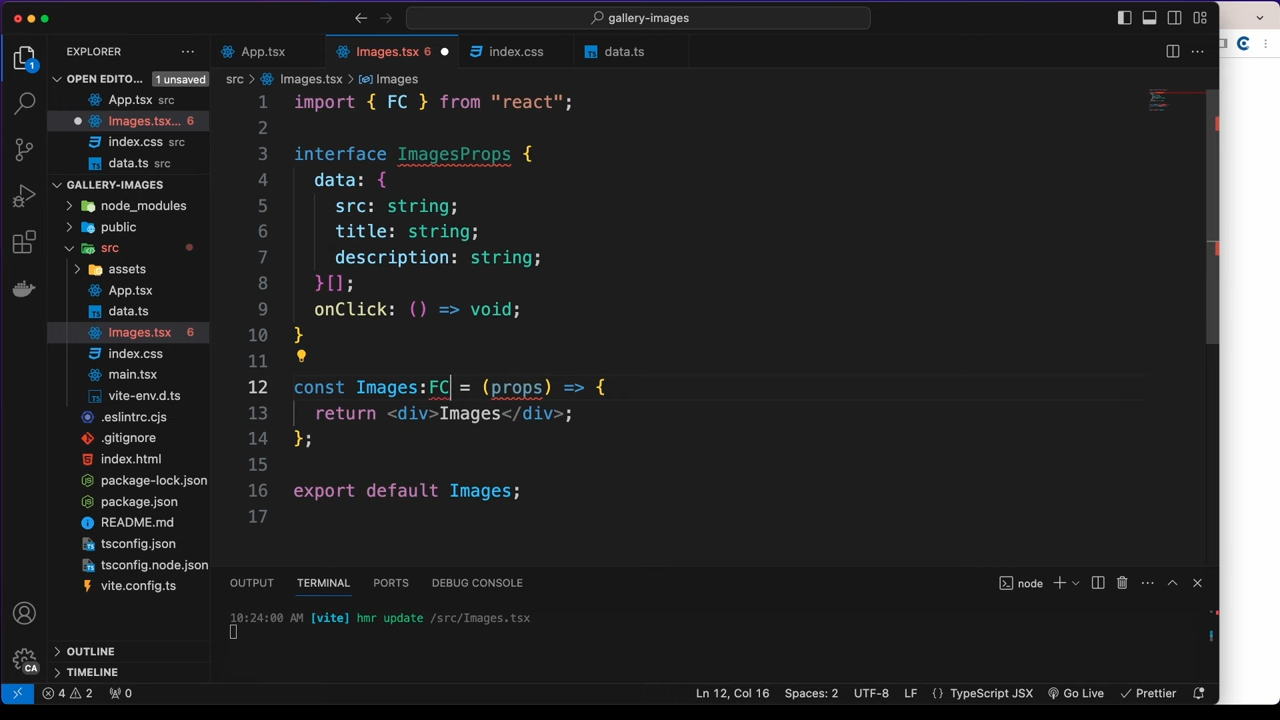 gallery-images
EXPLORER
App.tsx
Images.tsx 6
index.css
data.ts
OPEN EDITO... 1 unsaved
App.tsx src
Images.tsx... 6
index.css src
data.ts src
GALLERY-IMAGES
node_modules
public
src
assets
App.tsx
data.ts
Images.tsx 6
index.css
main.tsx
vite-env.d.ts
.eslintrc.cjs
.gitignore
index.html
package-lock.json
package.json
README.md
tsconfig.json
tsconfig.node.json
vite.config.ts
OUTLINE
TIMELINE
src > Images.tsx > Images
1 import { FC } from "react";
2
3 interface ImagesProps {
4 data: {
5 src: string;
6 title: string;
7 description: string;
8 }[];
9 onClick: () => void;
10 }
11
12 const Images:FC = (props) => {
13 return <div>Images</div>;
14 };
15
16 export default Images;
17
OUTPUT TERMINAL PORTS DEBUG CONSOLE
node
10:24:00 AM [vite] hmr update /src/Images.tsx
1
CA
4 2 0
Ln 12, Col 16 Spaces: 2 UTF-8 LF {} TypeScript JSX Go Live Prettier